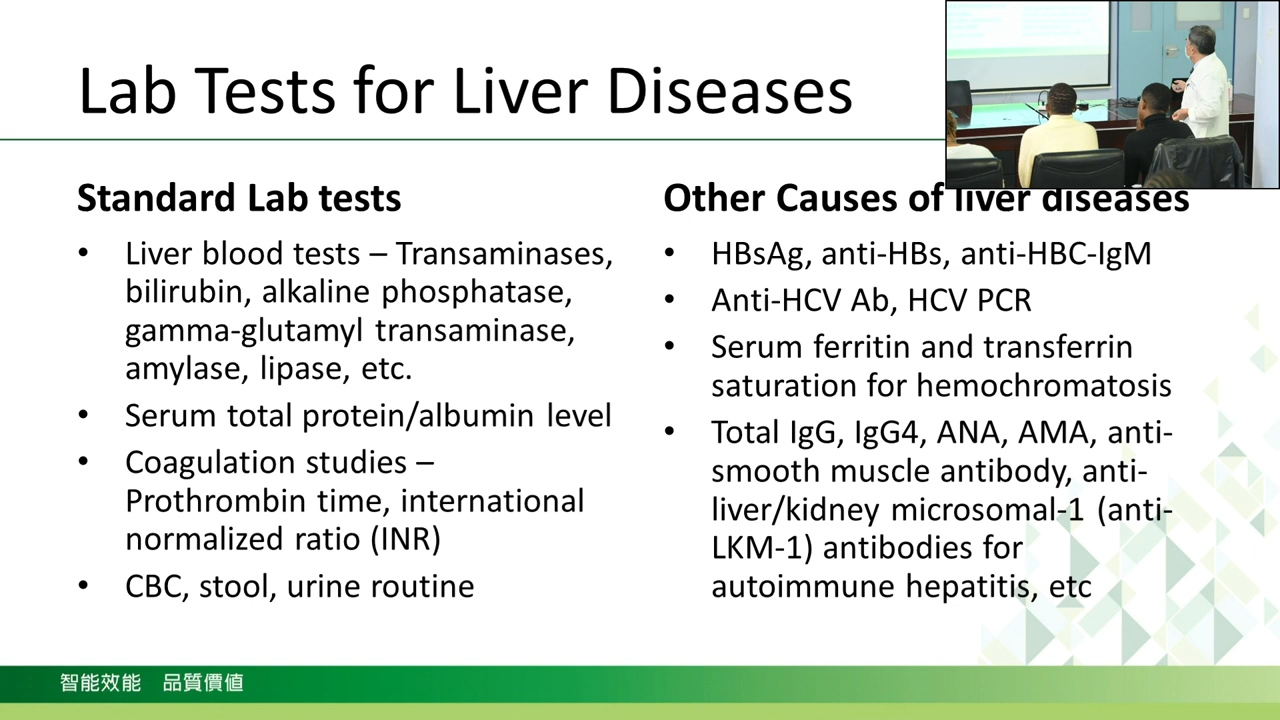 Lab Tests for Liver Diseases
Standard Lab tests
• Liver blood tests – Transaminases,
bilirubin, alkaline phosphatase,
gamma-glutamyl transaminase,
amylase, lipase, etc.
• Serum total protein/albumin level
• Coagulation studies –
Prothrombin time, international
normalized ratio (INR)
• CBC, stool, urine routine
Other Causes of liver diseases
• HBsAg, anti-HBs, anti-HBC-IgM
• Anti-HCV Ab, HCV PCR
• Serum ferritin and transferrin
saturation for hemochromatosis
• Total IgG, IgG4, ANA, AMA, anti-
smooth muscle antibody, anti-
liver/kidney microsomal-1 (anti-
LKM-1) antibodies for
autoimmune hepatitis, etc
智能效能 品質價值